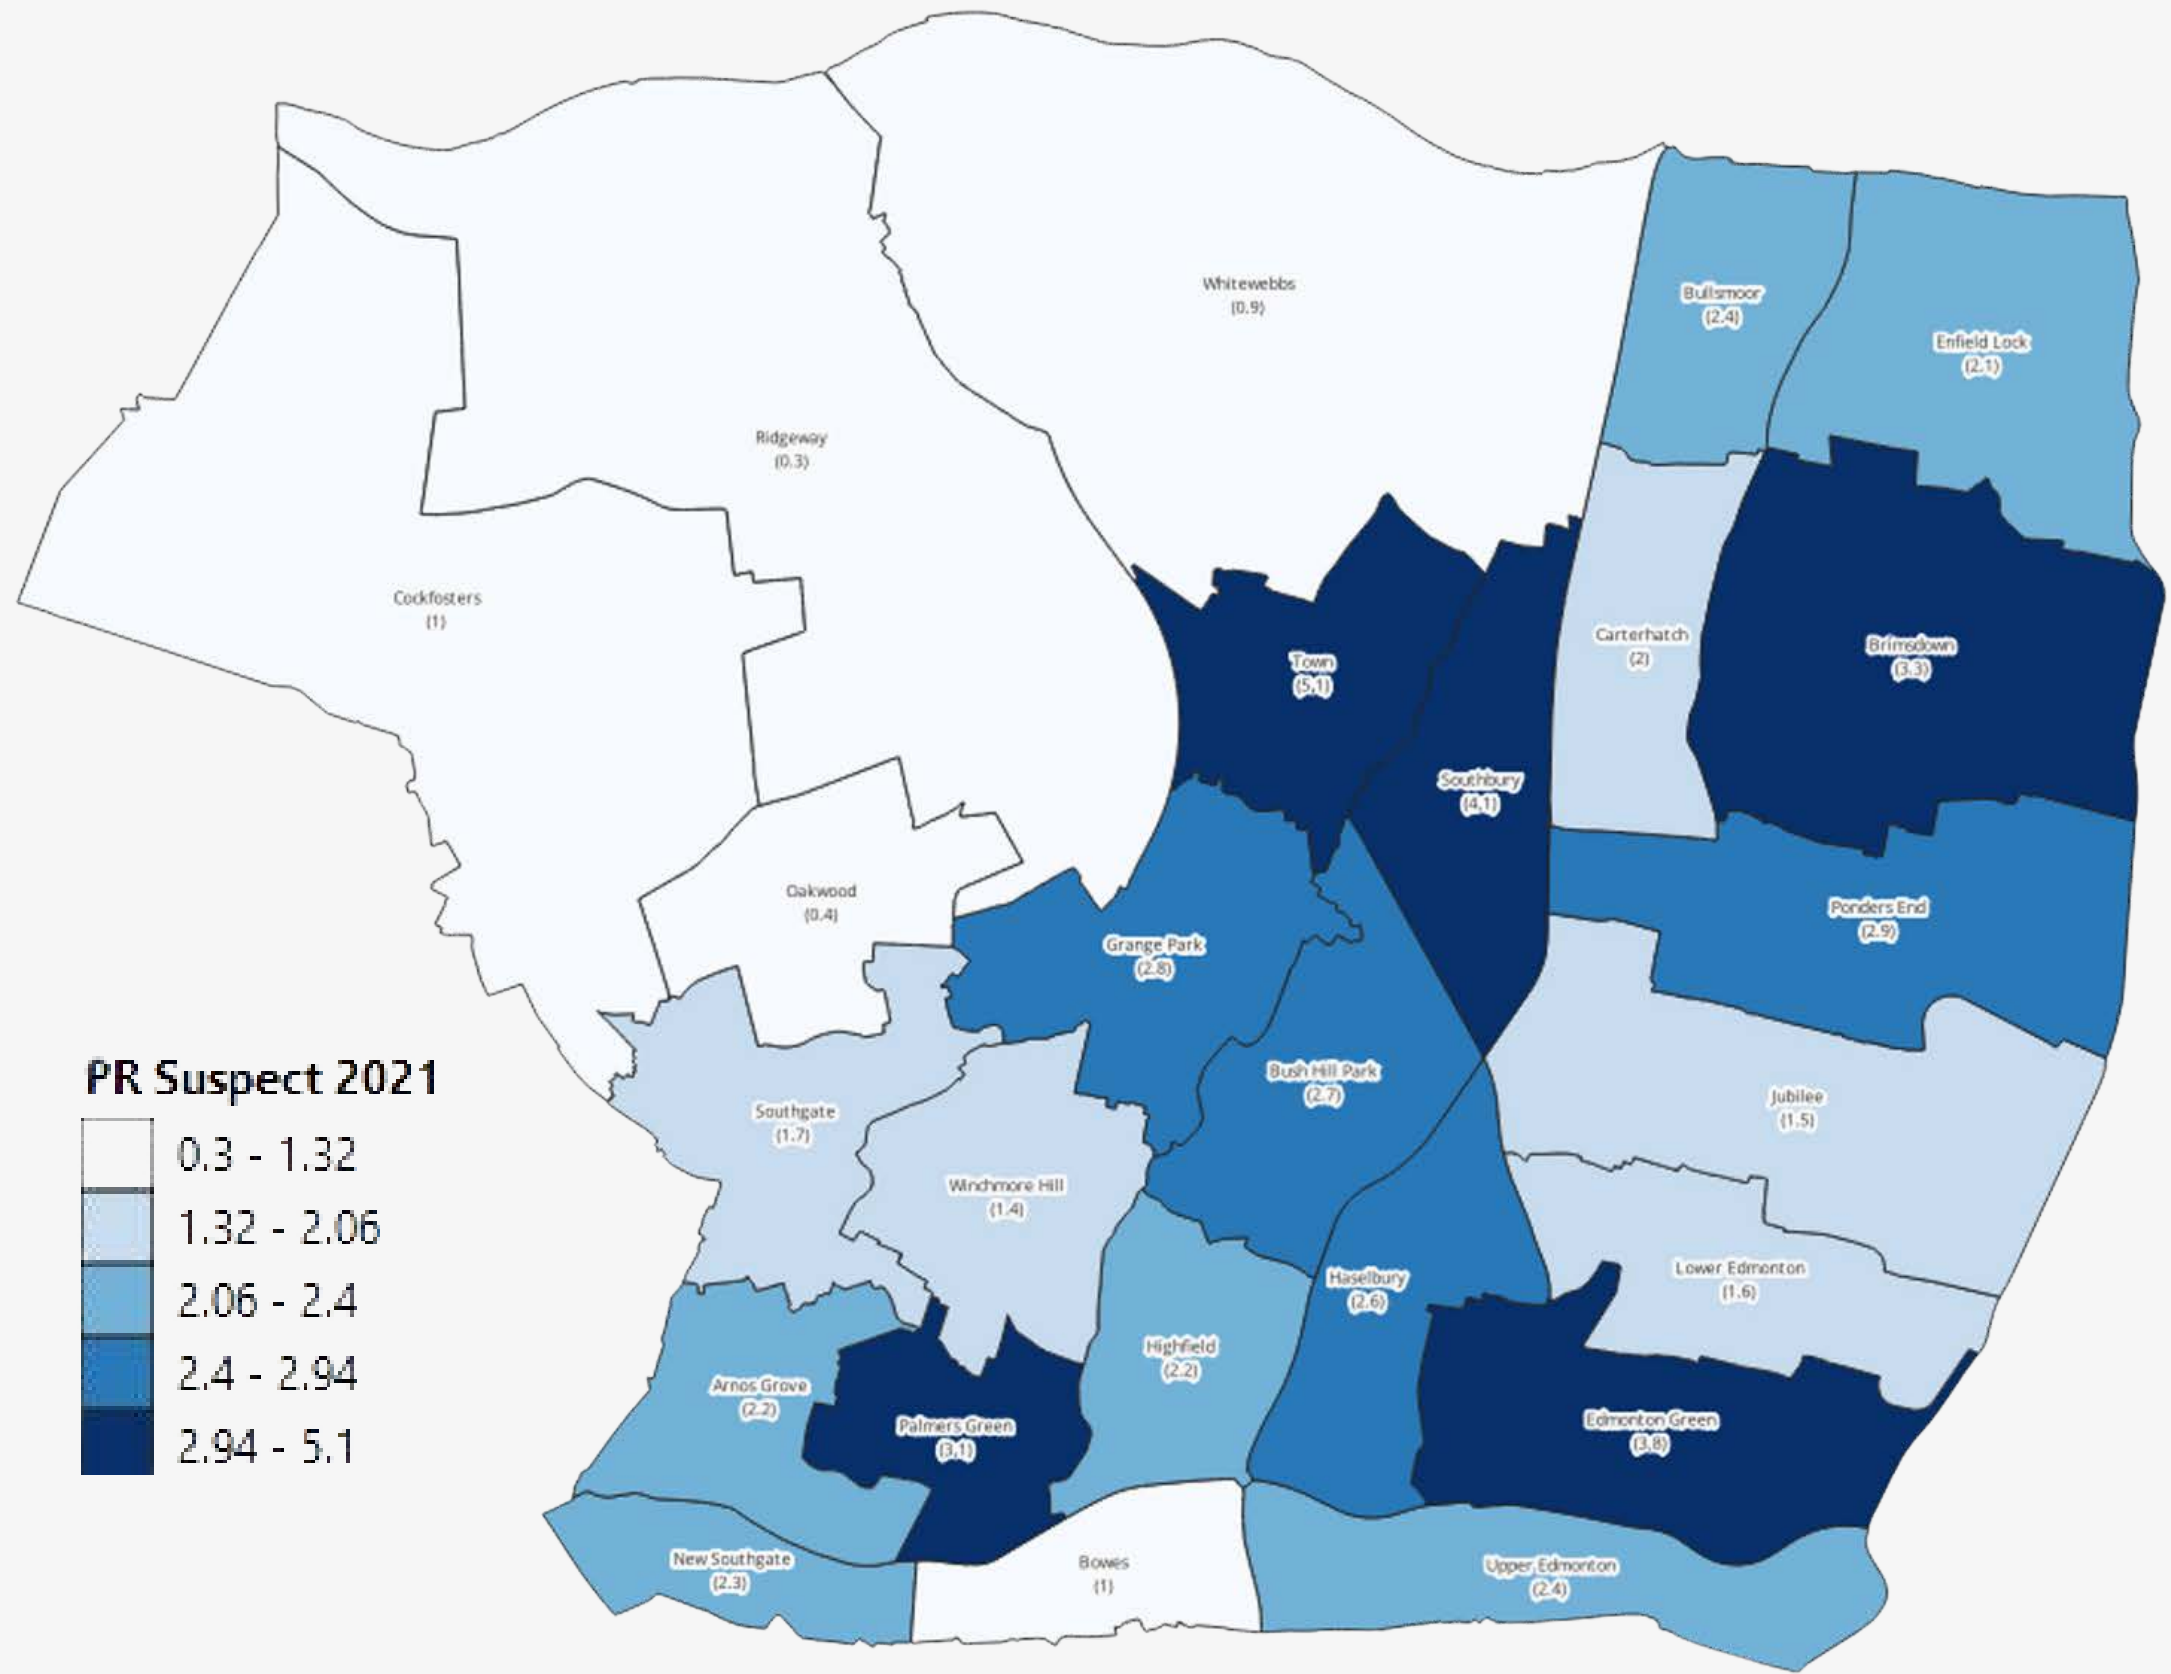 Whitewebbs
(0.9)
Bullsmoor
(2.4)
Enfield Lock
(2.1)
Ridgeway
(0.3)
Cockfosters
(1)
Town
(5.1)
Carterhatch
(2)
Brimsdown
(3.3)
Southbury
(4.1)
Oakwood
(0.4)
Grange Park
(2.8)
Ponders End
(2.9)
Bush Hill Park
(2.7)
Jubilee
(1.5)
Southgate
(1.7)
Winchmore Hill
(1.4)
Haselbury
(2.6)
Lower Edmonton
(1.6)
Highfield
(2.2)
Arnos Grove
(2.2)
Palmers Green
(3.1)
Edmonton Green
(3.8)
New Southgate
(2.3)
Bowes
(1)
Upper Edmonton
(2.4)
PR Suspect 2021
0.3 - 1.32
1.32 - 2.06
2.06 - 2.4
2.4 - 2.94
2.94 - 5.1